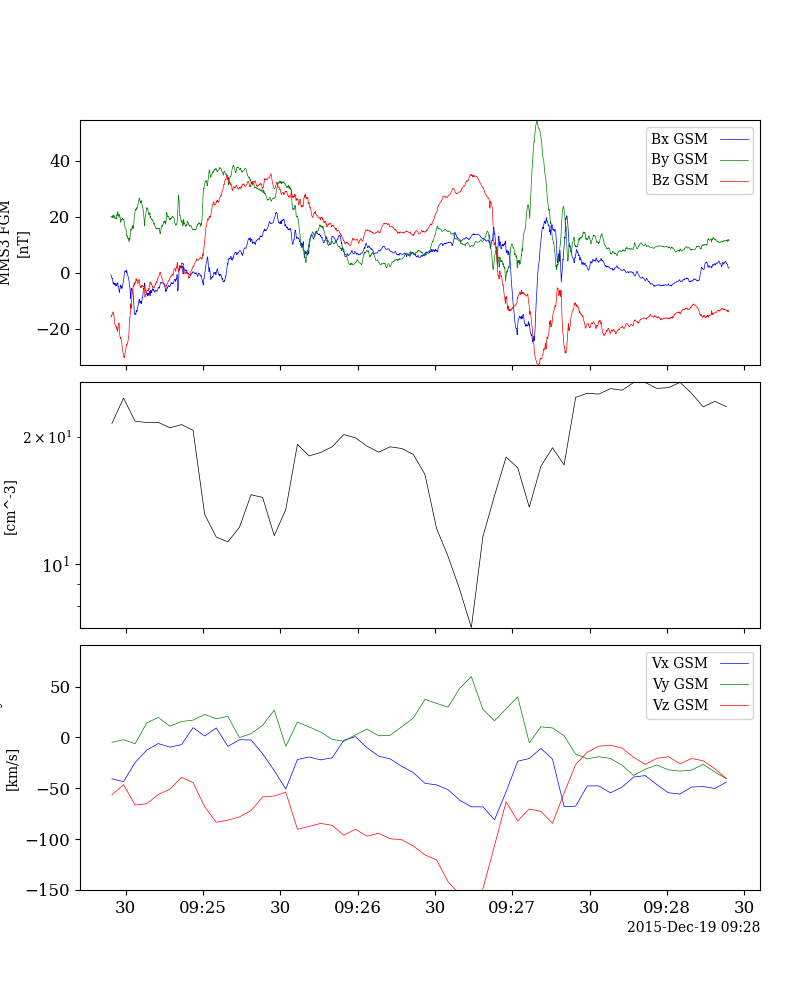 Bx GSM
By GSM
Bz GSM
MMS3 FGM
[nT]
40
20
0
−20
[cm^-3]
2 × 10¹
10¹
Vx GSM
Vy GSM
Vz GSM
[km/s]
50
0
−50
−100
−150
30 09:25 30 09:26 30 09:27 30 09:28 30
2015-Dec-19 09:28